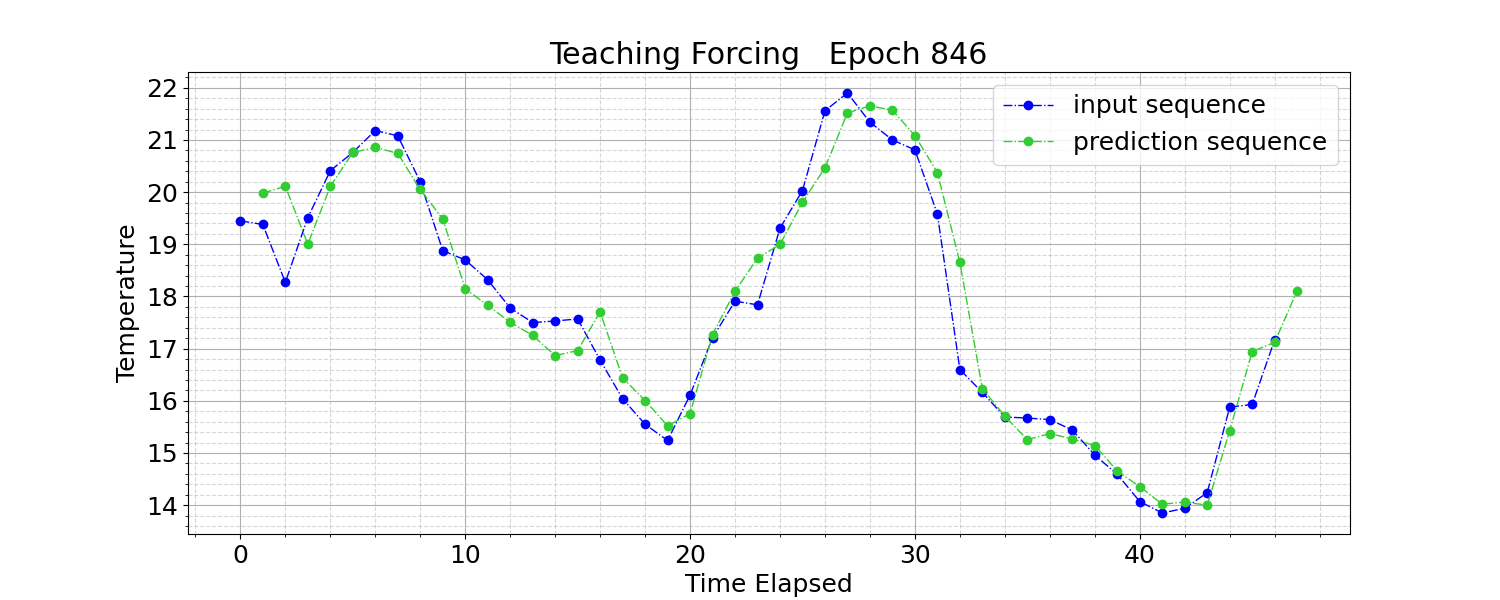 Teaching Forcing   Epoch 846
input sequence
prediction sequence
Temperature
22
21
20
19
18
17
16
15
14
0 10 20 30 40
Time Elapsed